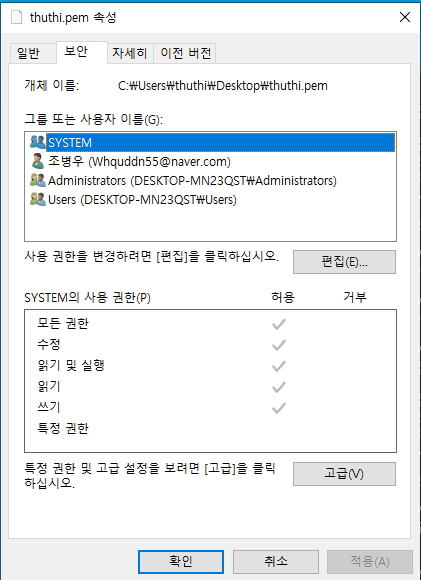 thuthi.pem 속성
일반 보안 자세히 이전 버전
개체 이름: C:₩Users₩thuthi₩Desktop₩thuthi.pem
그룹 또는 사용자 이름(G):
SYSTEM
조병우 (Whquddn55@naver.com)
Administrators (DESKTOP-MN23QST₩Administrators)
Users (DESKTOP-MN23QST₩Users)
사용 권한을 변경하려면 [편집]을 클릭하십시오. 편집(E)...
SYSTEM의 사용 권한(P) 허용 거부
모든 권한
수정
읽기 및 실행
읽기
쓰기
특정 권한
특정 권한 및 고급 설정을 보려면 [고급]을 클릭
하십시오. 고급(V)
확인 취소 적용(A)